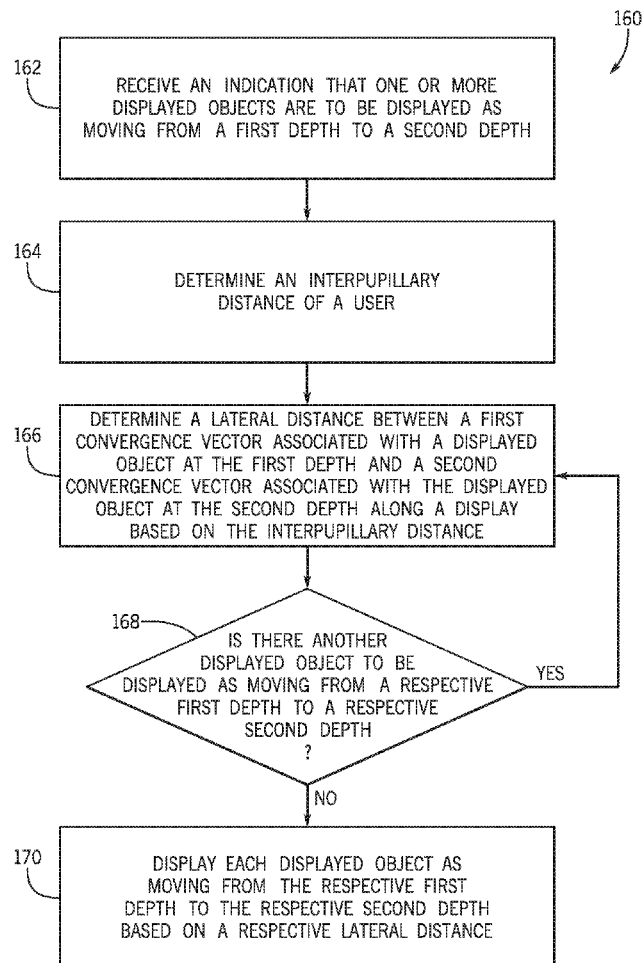 160
162
RECEIVE AN INDICATION THAT ONE OR MORE
DISPLAYED OBJECTS ARE TO BE DISPLAYED AS
MOVING FROM A FIRST DEPTH TO A SECOND DEPTH
164
DETERMINE AN INTERPUPILLARY
DISTANCE OF A USER
166
DETERMINE A LATERAL DISTANCE BETWEEN A FIRST
CONVERGENCE VECTOR ASSOCIATED WITH A DISPLAYED
OBJECT AT THE FIRST DEPTH AND A SECOND
CONVERGENCE VECTOR ASSOCIATED WITH THE DISPLAYED
OBJECT AT THE SECOND DEPTH ALONG A DISPLAY
BASED ON THE INTERPUPILLARY DISTANCE
168
IS THERE ANOTHER
DISPLAYED OBJECT TO BE
DISPLAYED AS MOVING FROM A RESPECTIVE
FIRST DEPTH TO A RESPECTIVE
SECOND DEPTH
?
YES
NO
170
DISPLAY EACH DISPLAYED OBJECT AS
MOVING FROM THE RESPECTIVE FIRST
DEPTH TO THE RESPECTIVE SECOND DEPTH
BASED ON A RESPECTIVE LATERAL DISTANCE